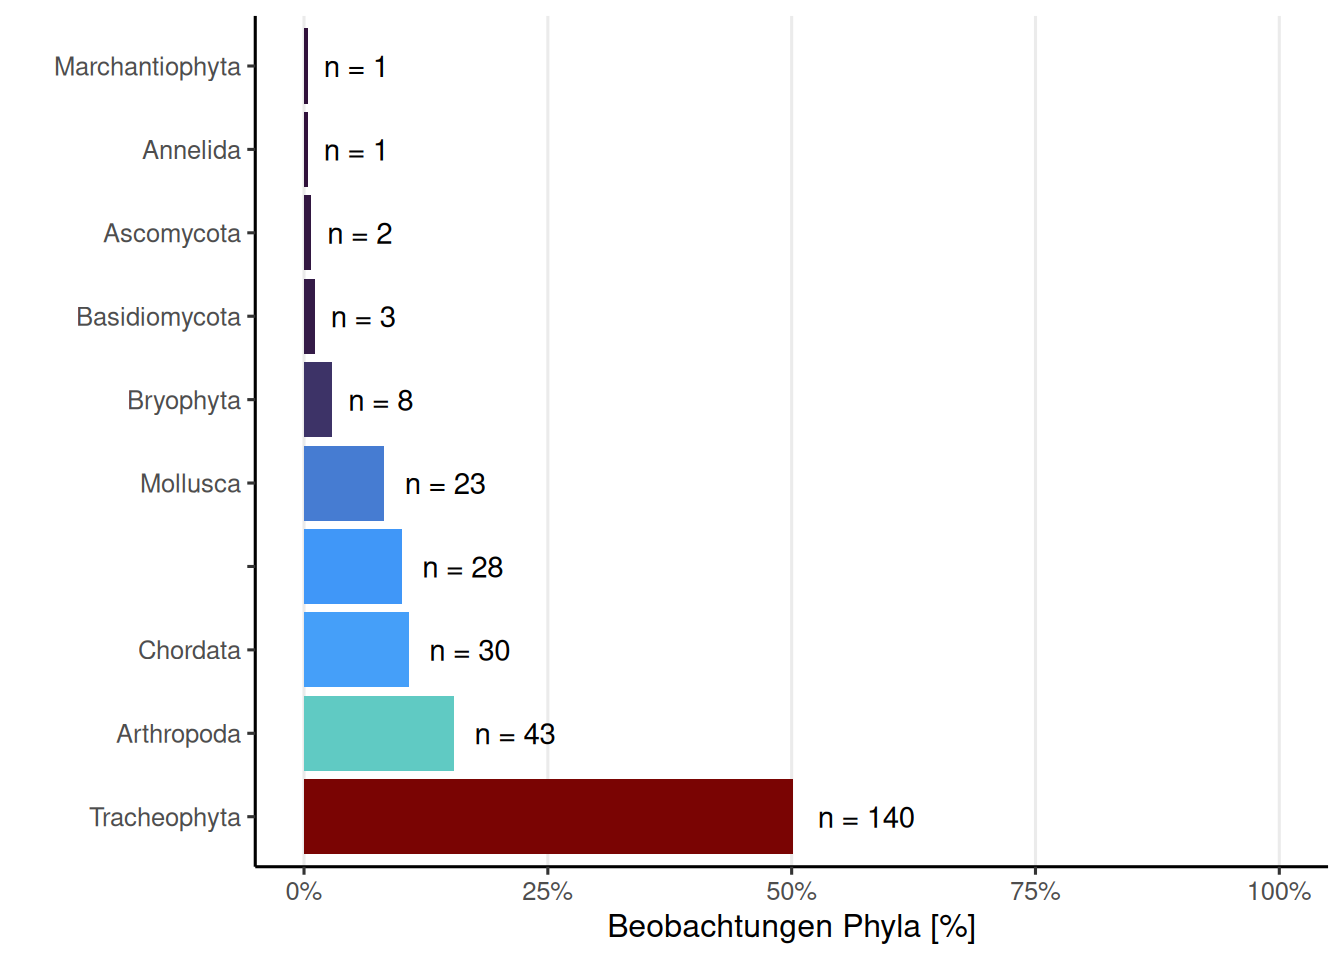 Marchantiophyta n = 1
Annelida n = 1
Ascomycota n = 2
Basidiomycota n = 3
Bryophyta n = 8
Mollusca n = 23
n = 28
Chordata n = 30
Arthropoda n = 43
Tracheophyta n = 140
0% 25% 50% 75% 100%
Beobachtungen Phyla [%]